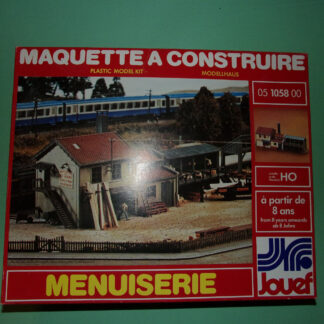 MAQUETTE A CONSTRUIRE
PLASTIC MODEL KIT - MODELLHAUS
05 1058 00
HO
à partir de
8 ans
from 8 years onwards
ab 8 Jahre
Jouef
MENUISERIE